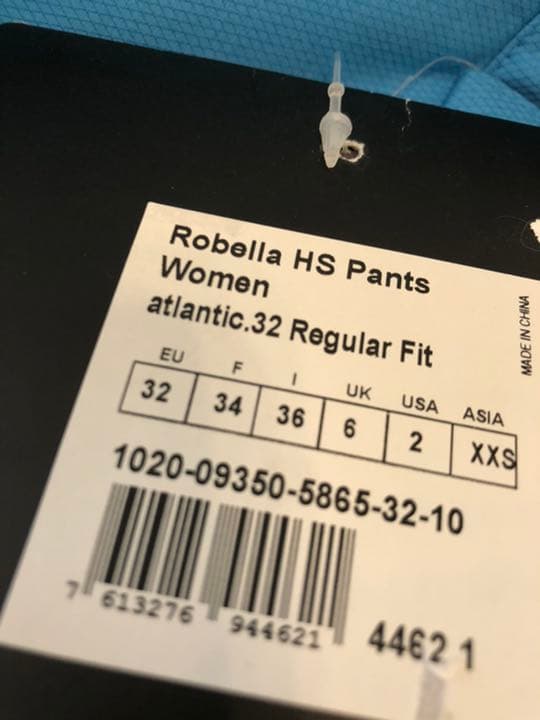 Robella HS Pants
Women
atlantic.32 Regular Fit
EU F I UK USA ASIA
32 34 36 6 2 XXS
1020-09350-5865-32-10
7 613276 944621
4462 1
MADE IN CHINA